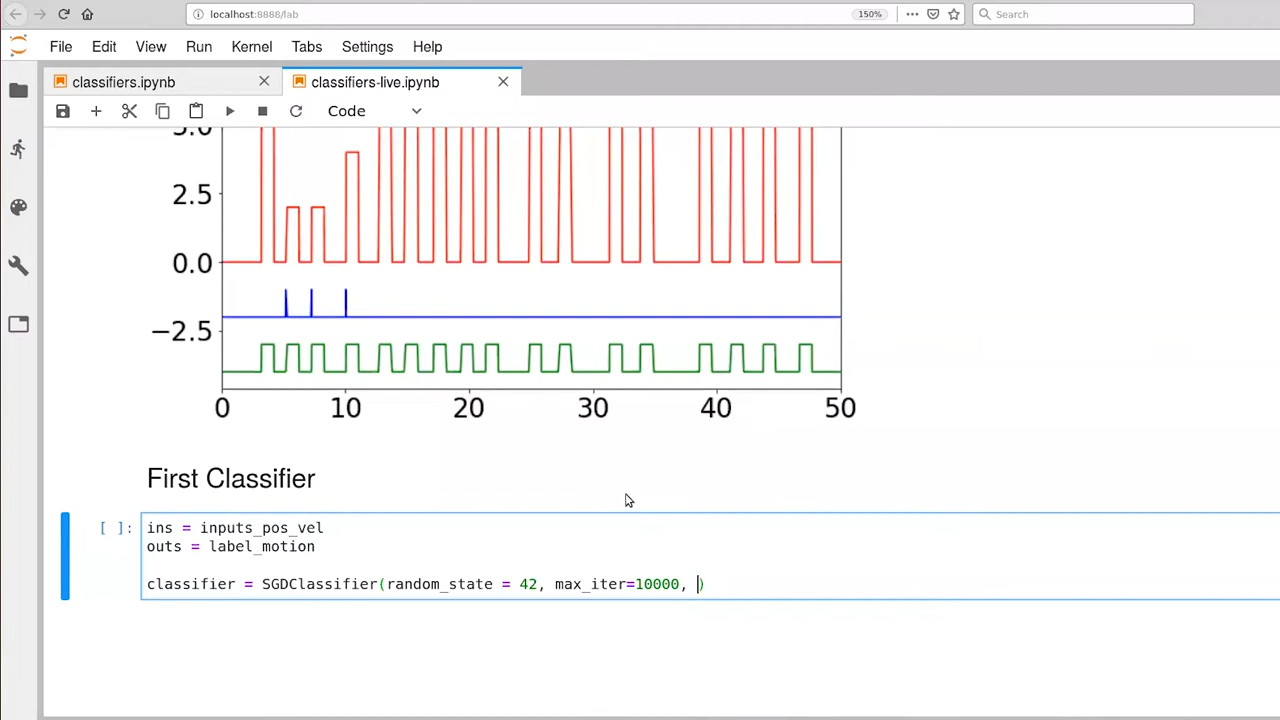 localhost:8888/lab 150% Search
File Edit View Run Kernel Tabs Settings Help
classifiers.ipynb classifiers-live.ipynb
Code
5.0
2.5
0.0
−2.5
0 10 20 30 40 50
First Classifier
[ ]: ins = inputs_pos_vel
outs = label_motion
classifier = SGDClassifier(random_state = 42, max_iter=10000, )